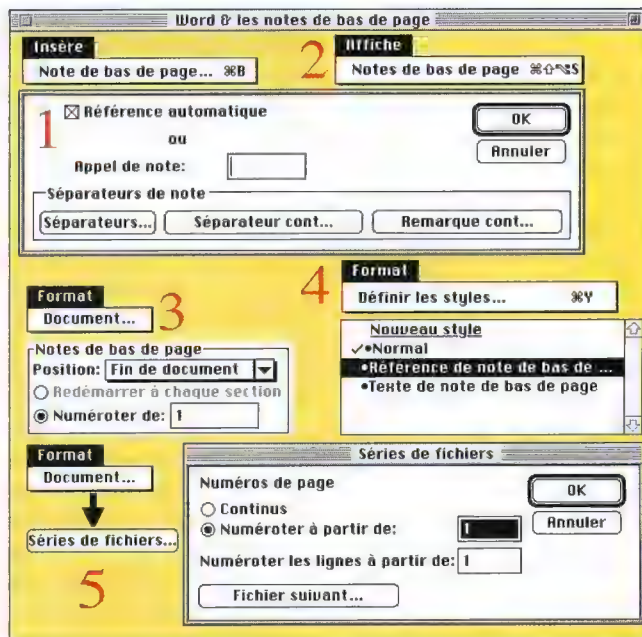 Word & les notes de bas de page
Insère
Note de bas de page... ⌘B
2
Affiche
Notes de bas de page ⌘⇧⌥S
1
Référence automatique
ou
Appel de note:
OK
Annuler
Séparateurs de note
Séparateurs...
Séparateur cont...
Remarque cont...
Format
Document...
3
Notes de bas de page
Position: Fin de document
Redémarrer à chaque section
Numéroter de: 1
4
Format
Définir les styles... ⌘Y
Nouveau style
✓•Normal
•Référence de note de bas de ...
•Texte de note de bas de page
Format
Document...
Séries de fichiers...
5
Séries de fichiers
Numéros de page
Continus
Numéroter à partir de: 1
Numéroter les lignes à partir de: 1
Fichier suivant...
OK
Annuler